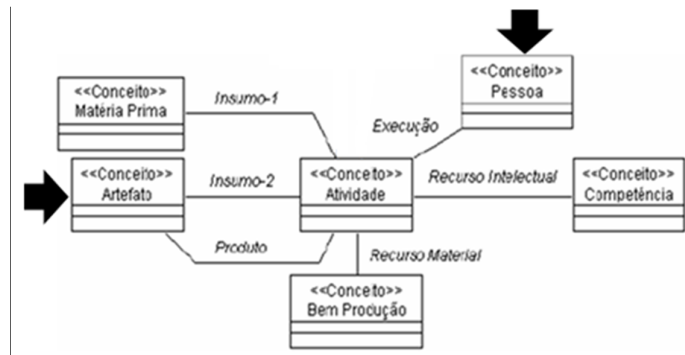 <<Conceito>>
Pessoa
<<Conceito>>
Matéria Prima
Insumo-1
Execução
<<Conceito>>
Artefato
Insumo-2
<<Conceito>>
Atividade
Recurso Intelectual
<<Conceito>>
Competência
Produto
Recurso Material
<<Conceito>>
Bem Produção